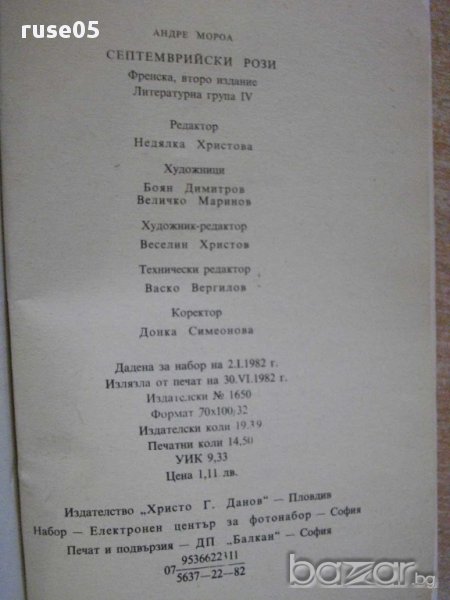 ruse05
АНДРЕ МОРОА
СЕПТЕМВРИЙСКИ РОЗИ
Френска, второ издание
Литературна група IV
Редактор
Недялка Христова
Художници
Боян Димитров
Величко Маринов
Художник-редактор
Веселин Христов
Технически редактор
Васко Вергилов
Коректор
Донка Симеонова
Дадена за набор на 2.I.1982 г.
Излязла от печат на 30.VI.1982 г.
Издателски № 1650
Формат 70x100/32
Издателски коли 19.39
Печатни коли 14,50
УИК 9,33
Цена 1,11 лв.
Издателство „Христо Г. Данов" — Пловдив
Набор — Електронен център за фотонабор — София
Печат и подвързия — ДП „Балкан" — София
07 9536622311
5637—22—82
bazar.бг